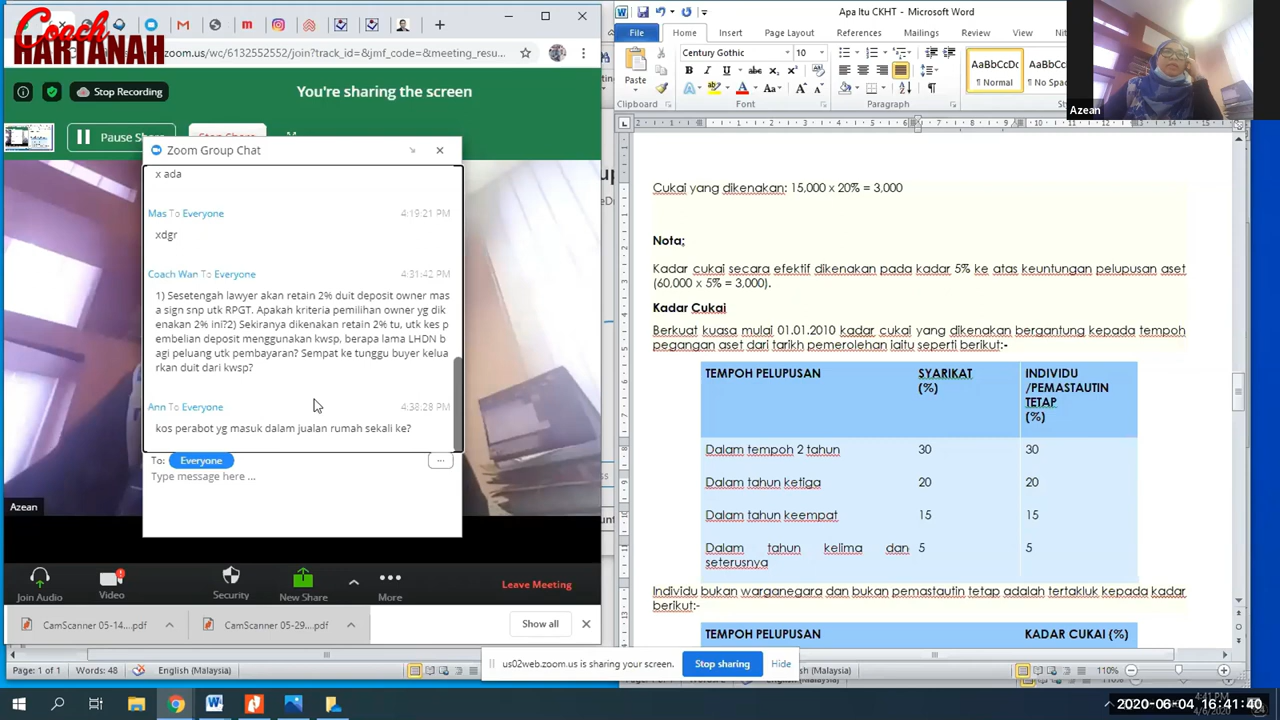 Coach
HARTANAH
zoom.us/wc/6132552552/join?track_id=&jmf_code=&meeting_resu...
Stop Recording
You're sharing the screen
Pause Share
Stop Share
Zoom Group Chat
x ada
Mas To Everyone 4:19:21 PM
xdgr
Coach Wan To Everyone 4:31:42 PM
1) Sesetengah lawyer akan retain 2% duit deposit owner mas
a sign snp utk RPGT. Apakah kriteria pemilihan owner yg dik
enakan 2% ini?2) Sekiranya dikenakan retain 2% tu, utk kes p
embelian deposit menggunakan kwsp, berapa lama LHDN b
agi peluang utk pembayaran? Sempat ke tunggu buyer kelua
rkan duit dari kwsp?
Ann To Everyone 4:38:28 PM
kos perabot yg masuk dalam jualan rumah sekali ke?
To: Everyone
Type message here ...
Azean
Join Audio
Video
Security
New Share
More
Leave Meeting
CamScanner 05-14....pdf
CamScanner 05-29....pdf
Show all
Page: 1 of 1
Words: 48
English (Malaysia)
us02web.zoom.us is sharing your screen.
Stop sharing
Hide
Apa Itu CKHT - Microsoft Word
File Home Insert Page Layout References Mailings Review View
Paste
Clipboard
Century Gothic 10
Font
Paragraph
AaBbCcDc
¶ Normal
AaBbCcDc
¶ No Spa
Azean
Cukai yang dikenakan: 15,000 x 20% = 3,000
Nota:
Kadar cukai secara efektif dikenakan pada kadar 5% ke atas keuntungan pelupusan aset
(60,000 x 5% = 3,000).
Kadar Cukai
Berkuat kuasa mulai 01.01.2010 kadar cukai yang dikenakan bergantung kepada tempoh
pegangan aset dari tarikh pemerolehan iaitu seperti berikut:-
TEMPOH PELUPUSAN SYARIKAT (%) INDIVIDU /PEMASTAUTIN TETAP (%)
Dalam tempoh 2 tahun 30 30
Dalam tahun ketiga 20 20
Dalam tahun keempat 15 15
Dalam tahun kelima dan seterusnya 5 5
Individu bukan warganegara dan bukan pemastautin tetap adalah tertakluk kepada kadar
berikut:-
TEMPOH PELUPUSAN KADAR CUKAI (%)
English (Malaysia)
110%
4:41 PM
2020-06-04 16:41:40